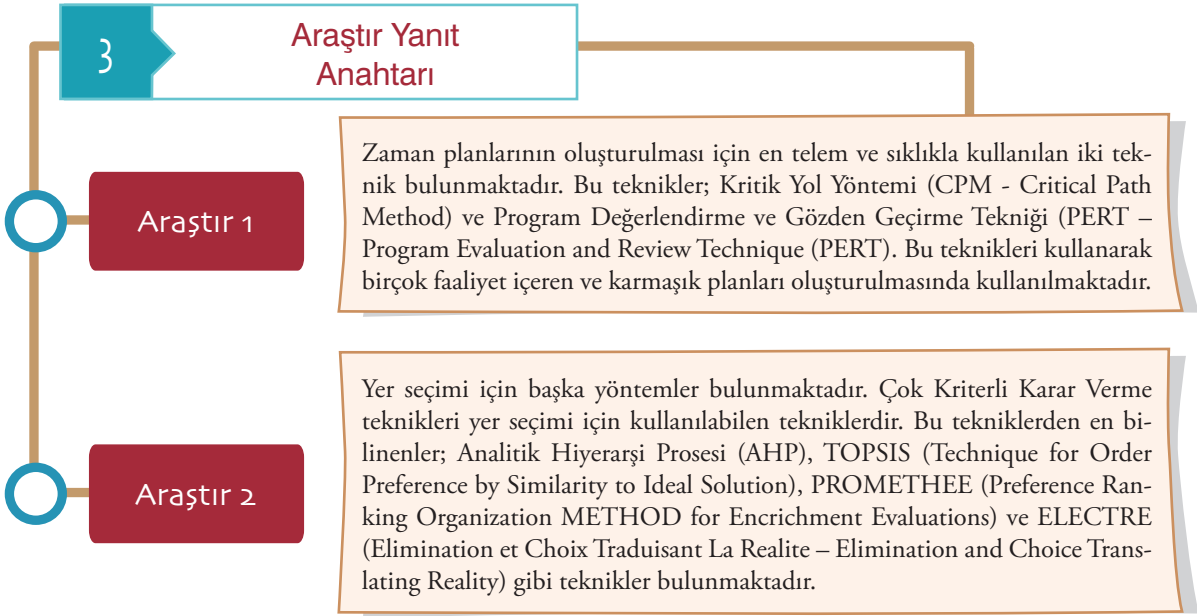 3
Araştır Yanıt
Anahtarı
Araştır 1
Zaman planlarının oluşturulması için en telem ve sıklıkla kullanılan iki tek-
nik bulunmaktadır. Bu teknikler; Kritik Yol Yöntemi (CPM - Critical Path
Method) ve Program Değerlendirme ve Gözden Geçirme Tekniği (PERT –
Program Evaluation and Review Technique (PERT). Bu teknikleri kullanarak
birçok faaliyet içeren ve karmaşık planları oluşturulmasında kullanılmaktadır.
Araştır 2
Yer seçimi için başka yöntemler bulunmaktadır. Çok Kriterli Karar Verme
teknikleri yer seçimi için kullanılabilen tekniklerdir. Bu tekniklerden en bi-
linenler; Analitik Hiyerarşi Prosesi (AHP), TOPSIS (Technique for Order
Preference by Similarity to Ideal Solution), PROMETHEE (Preference Ran-
king Organization METHOD for Encrichment Evaluations) ve ELECTRE
(Elimination et Choix Traduisant La Realite – Elimination and Choice Trans-
lating Reality) gibi teknikler bulunmaktadır.